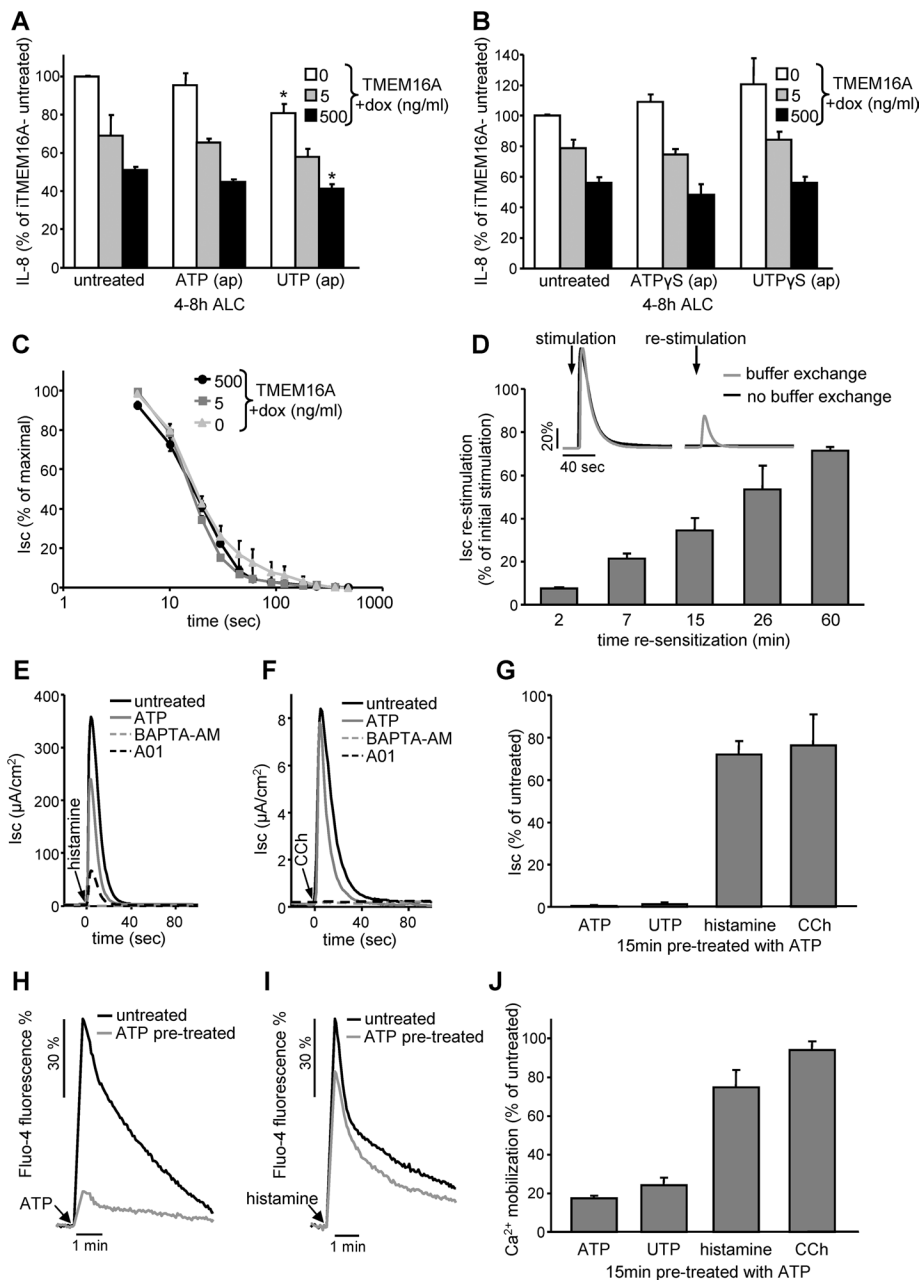 A
IL-8 (% of iTMEM16A- untreated)
100
80
60
40
20
0
*
*
0
5
500
TMEM16A
+dox (ng/ml)
untreated
ATP (ap)
UTP (ap)
4-8h ALC
B
IL-8 (% of iTMEM16A- untreated)
140
120
100
80
60
40
20
0
0
5
500
TMEM16A
+dox (ng/ml)
untreated
ATPγS (ap)
UTPγS (ap)
4-8h ALC
C
Isc (% of maximal)
100
80
60
40
20
0
500
5
0
TMEM16A
+dox (ng/ml)
1
10
100
1000
time (sec)
D
stimulation
re-stimulation
buffer exchange
no buffer exchange
20%
40 sec
Isc re-stimulation
(% of initial stimulation)
100
80
60
40
20
0
2
7
15
26
60
time re-sensitization (min)
E
Isc (µA/cm²)
400
300
200
100
0
untreated
ATP
BAPTA-AM
A01
histamine
0
40
80
time (sec)
F
Isc (µA/cm²)
8
6
4
2
0
untreated
ATP
BAPTA-AM
A01
CCh
0
40
80
time (sec)
G
Isc (% of untreated)
100
80
60
40
20
0
ATP
UTP
histamine
CCh
15min pre-treated with ATP
H
Fluo-4 fluorescence %
30 %
untreated
ATP pre-treated
ATP
1 min
I
Fluo-4 fluorescence %
30 %
untreated
ATP pre-treated
histamine
1 min
J
Ca²⁺ mobilization (% of untreated)
100
80
60
40
20
0
ATP
UTP
histamine
CCh
15min pre-treated with ATP